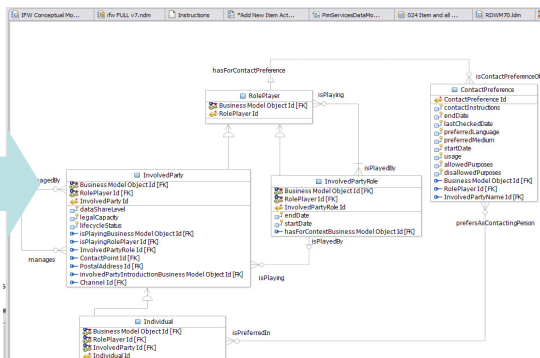 IFW Conceptual Mo...
ifw FULL v7.ndm
Instructions
*Add New Item Act...
*PimServicesDataMo...
024 Item and all ...
RDWM70.ldm
hasForContactPreference
isContactPreferenceOf
RolePlayer
Business Model Object Id [FK]
RolePlayer Id
isPlaying
ContactPreference
ContactPreference Id
contactInstructions
endDate
lastCheckedDate
preferredLanguage
preferredMedium
startDate
usage
allowedPurposes
disallowedPurposes
Business Model Object Id [FK]
RolePlayer Id [FK]
InvolvedPartyName Id [FK]
isPlayedBy
InvolvedParty
Business Model Object Id [FK]
RolePlayer Id [FK]
InvolvedParty Id
dataShareLevel
legalCapacity
lifecycleStatus
isPlayingBusiness Model Object Id [FK]
isPlayingRolePlayer Id [FK]
InvolvedPartyRole Id [FK]
ContactPoint Id [FK]
PostalAddress Id [FK]
involvedPartyIntroductionBusiness Model Object Id [FK]
Channel Id [FK]
InvolvedPartyRole
Business Model Object Id [FK]
RolePlayer Id [FK]
InvolvedPartyRole Id
endDate
startDate
hasForContextBusiness Model Object Id [FK]
agedBy
manages
isPlayedBy
isPlaying
prefersAsContactingPerson
Individual
Business Model Object Id [FK]
RolePlayer Id [FK]
InvolvedParty Id [FK]
Individual Id
isPreferredIn